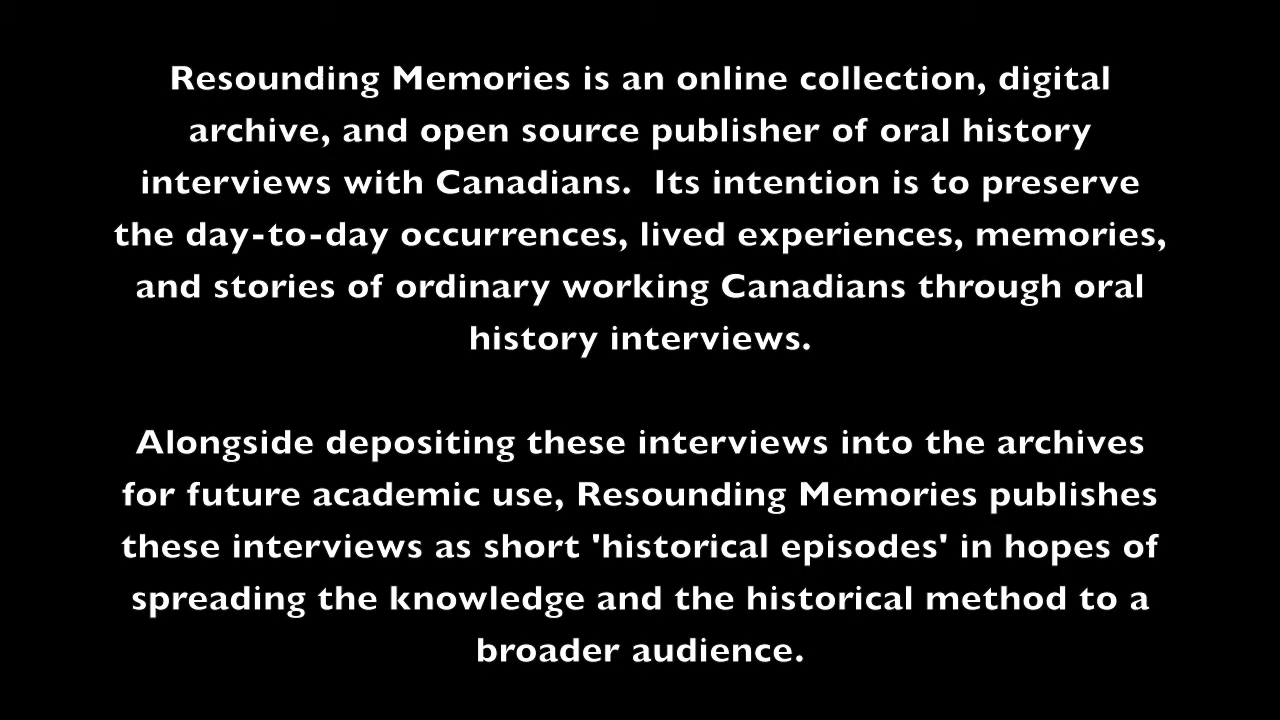 Resounding Memories is an online collection, digital
archive, and open source publisher of oral history
interviews with Canadians.  Its intention is to preserve
the day-to-day occurrences, lived experiences, memories,
and stories of ordinary working Canadians through oral
history interviews.
Alongside depositing these interviews into the archives
for future academic use, Resounding Memories publishes
these interviews as short 'historical episodes' in hopes of
spreading the knowledge and the historical method to a
broader audience.